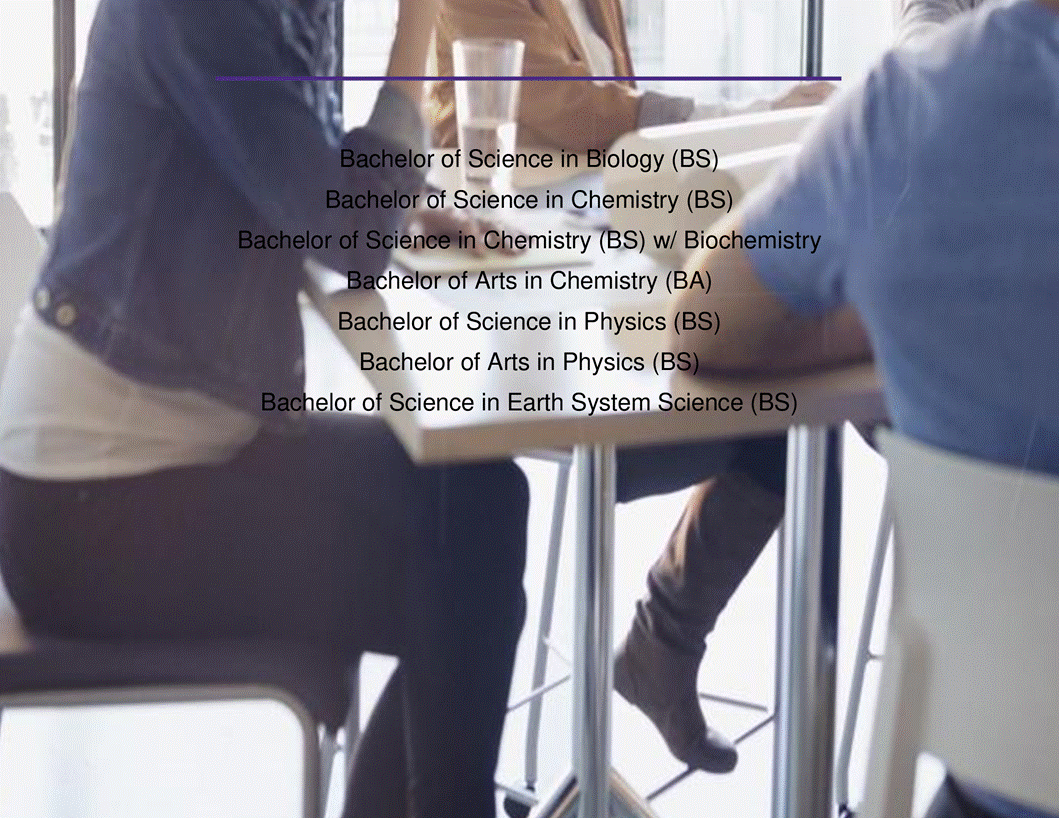 Bachelor of Science in Biology (BS)
Bachelor of Science in Chemistry (BS)
Bachelor of Science in Chemistry (BS) w/ Biochemistry
Bachelor of Arts in Chemistry (BA)
Bachelor of Science in Physics (BS)
Bachelor of Arts in Physics (BS)
Bachelor of Science in Earth System Science (BS)